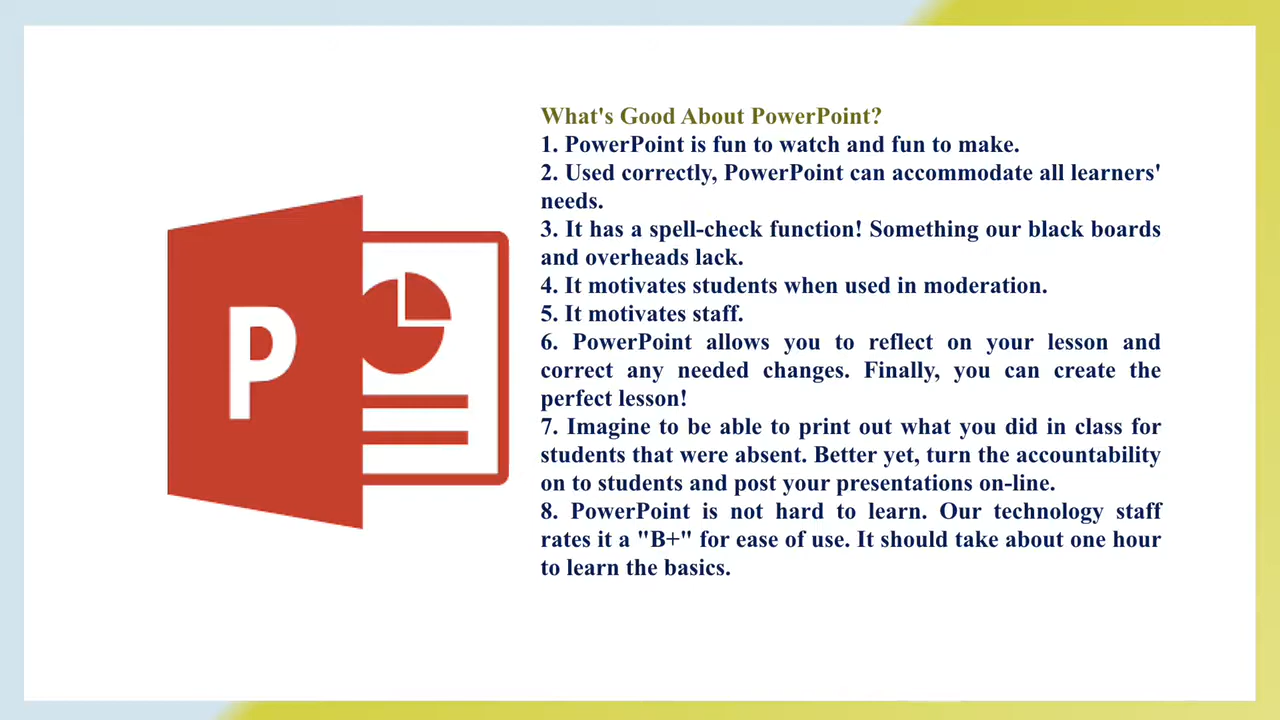 What's Good About PowerPoint?
1. PowerPoint is fun to watch and fun to make.
2. Used correctly, PowerPoint can accommodate all learners'
needs.
3. It has a spell-check function! Something our black boards
and overheads lack.
4. It motivates students when used in moderation.
5. It motivates staff.
6. PowerPoint allows you to reflect on your lesson and
correct any needed changes. Finally, you can create the
perfect lesson!
7. Imagine to be able to print out what you did in class for
students that were absent. Better yet, turn the accountability
on to students and post your presentations on-line.
8. PowerPoint is not hard to learn. Our technology staff
rates it a "B+" for ease of use. It should take about one hour
to learn the basics.
P